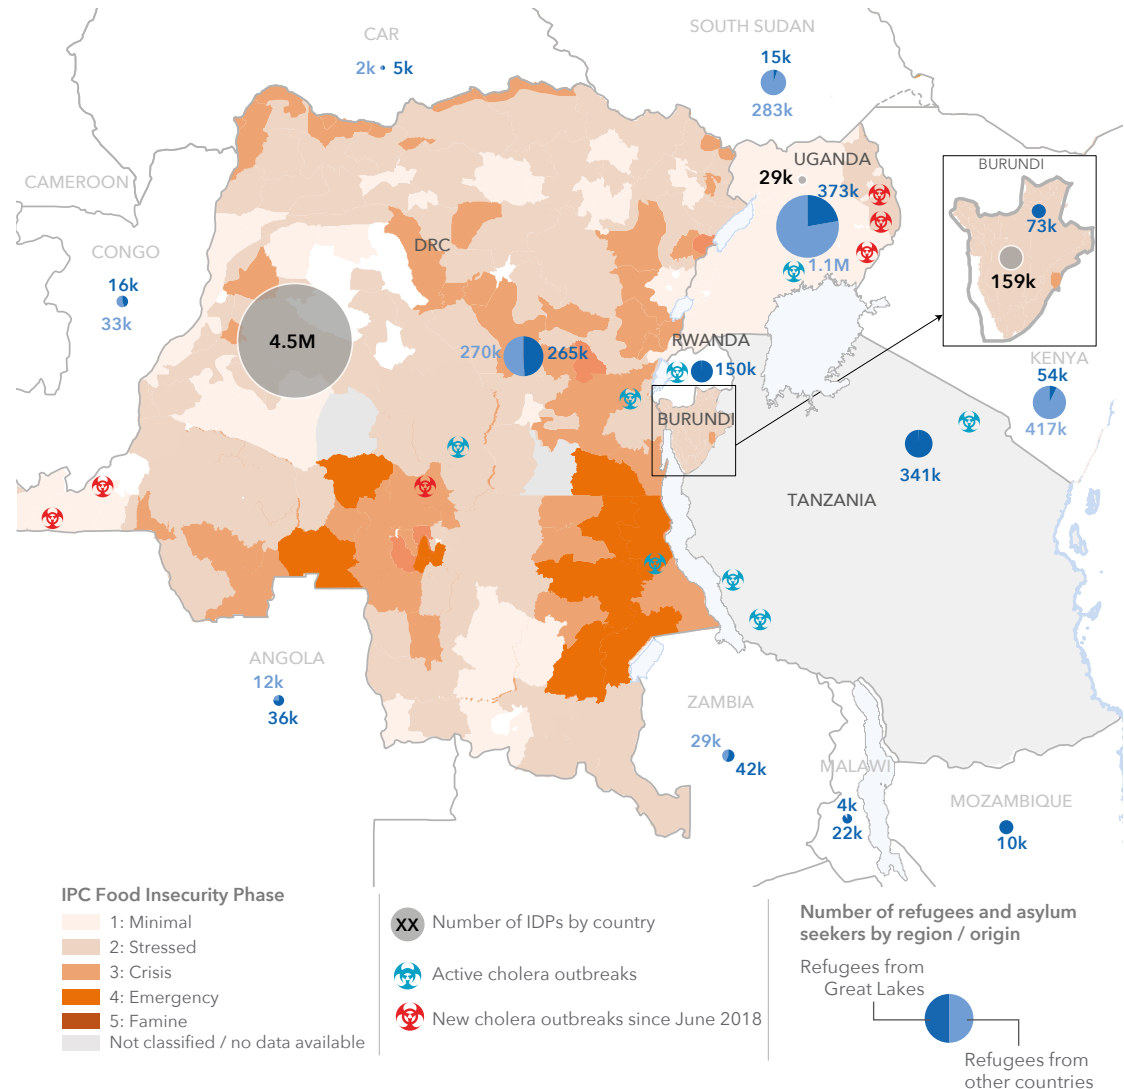 CAR
2k
5k
SOUTH SUDAN
15k
283k
UGANDA
29k
373k
1.1M
BURUNDI
73k
159k
CAMEROON
CONGO
16k
33k
DRC
4.5M
270k
265k
RWANDA
150k
BURUNDI
KENYA
54k
417k
341k
TANZANIA
ANGOLA
12k
36k
ZAMBIA
29k
42k
MALAWI
4k
22k
MOZAMBIQUE
10k
IPC Food Insecurity Phase
1: Minimal
2: Stressed
3: Crisis
4: Emergency
5: Famine
Not classified / no data available
XX
Number of IDPs by country
Active cholera outbreaks
New cholera outbreaks since June 2018
Number of refugees and asylum
seekers by region / origin
Refugees from
Great Lakes
Refugees from
other countries